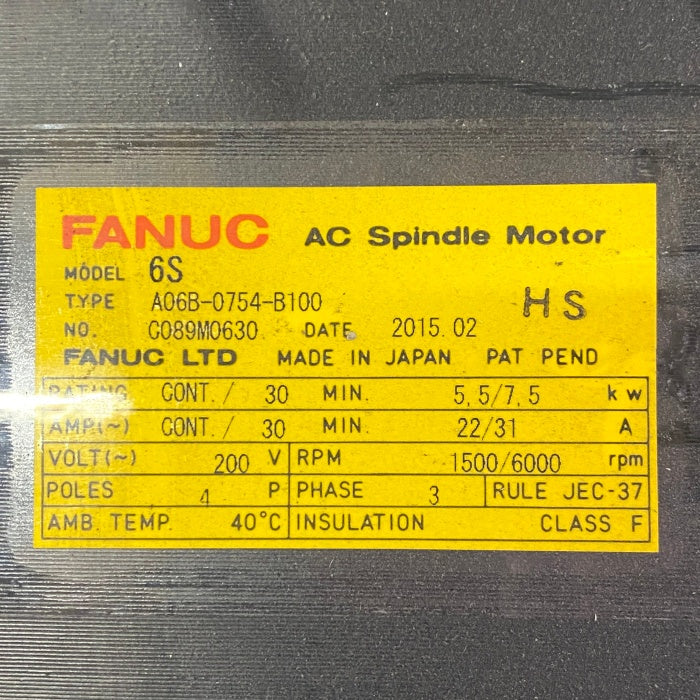 FANUC AC Spindle Motor
MODEL 6S
TYPE A06B-0754-B100 HS
NO. C089M0630 DATE 2015.02
FANUC LTD MADE IN JAPAN PAT PEND
RATING CONT./ 30 MIN. 5.5/7.5 kw
AMP(~) CONT./ 30 MIN. 22/31 A
VOLT(~) 200 V RPM 1500/6000 rpm
POLES 4 P PHASE 3 RULE JEC-37
AMB. TEMP. 40°C INSULATION CLASS F